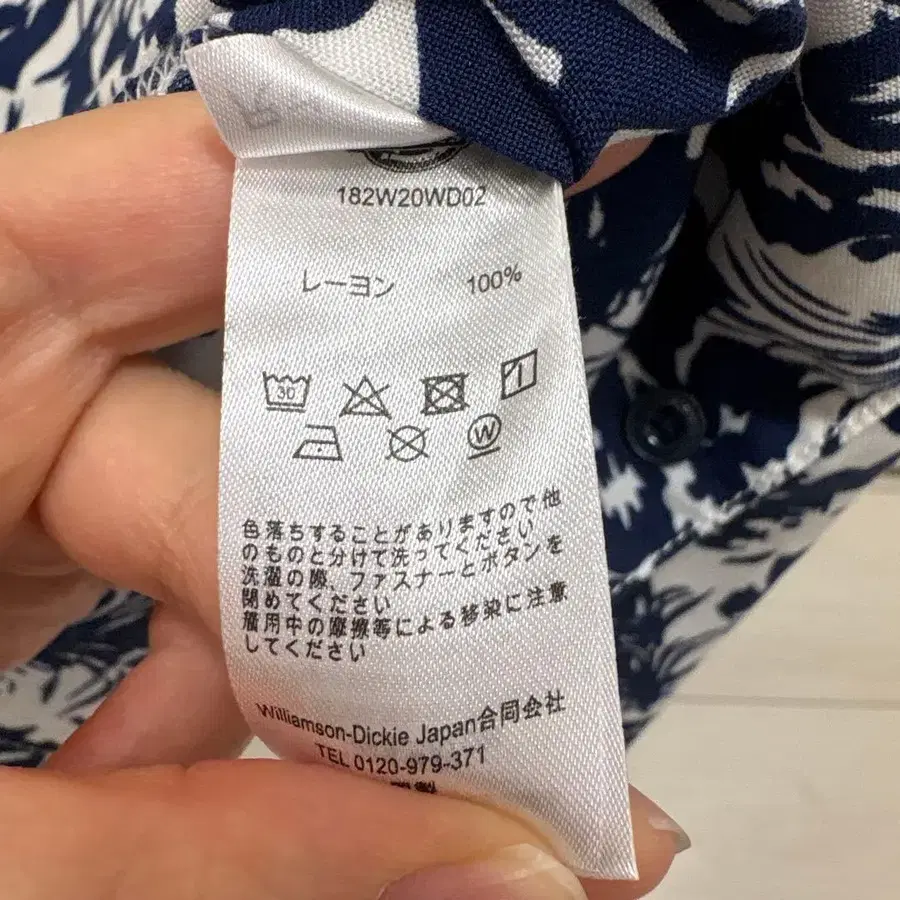 182W20WD02
レーヨン 100%
30
W
色落ちすることがありますので他
のものと分けて洗ってください
洗濯の際、ファスナーとボタンを
閉めてください
着用中の摩擦等による移染に注意
してください
Williamson-Dickie Japan合同会社
TEL 0120-979-371